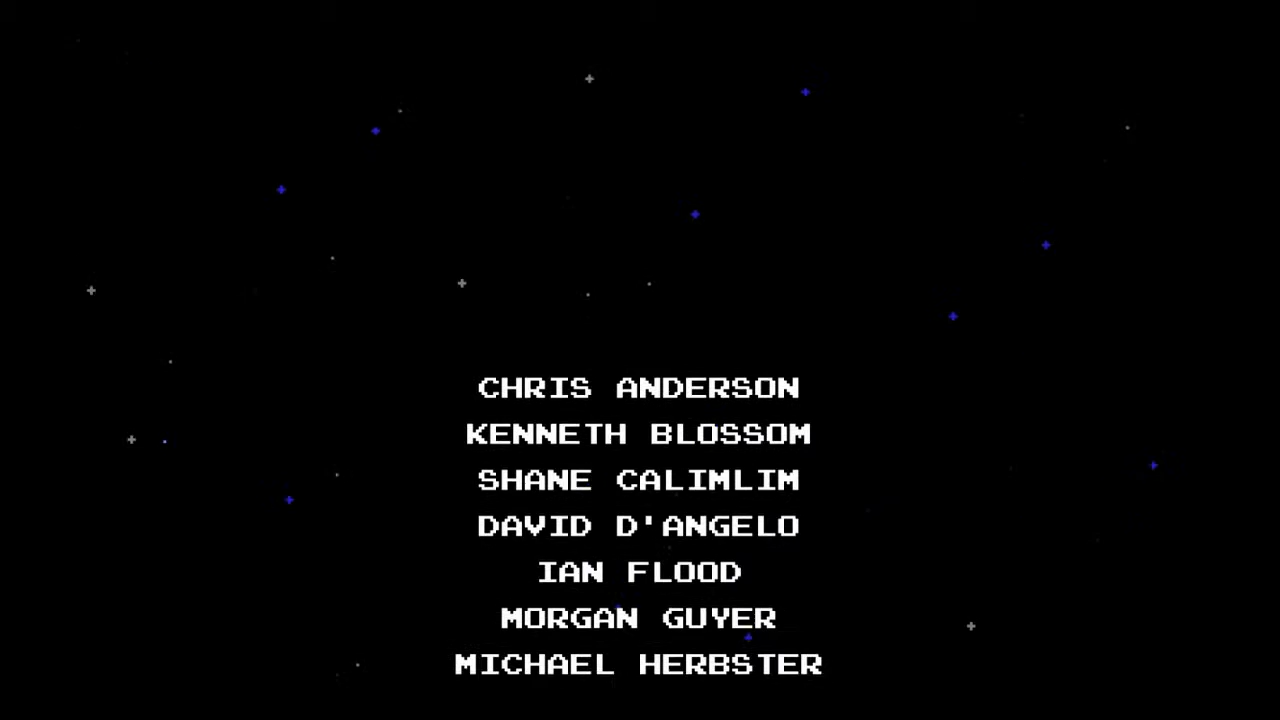 CHRIS ANDERSON
KENNETH BLOSSOM
SHANE CALIMLIM
DAVID D'ANGELO
IAN FLOOD
MORGAN GUYER
MICHAEL HERBSTER